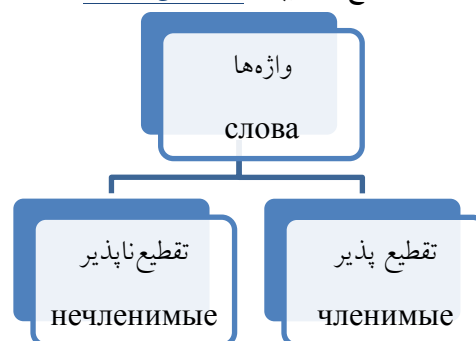 واژه‌ها
слова
تقطیع پذیر
членимые
تقطیع‌ناپذیر
нечленимые